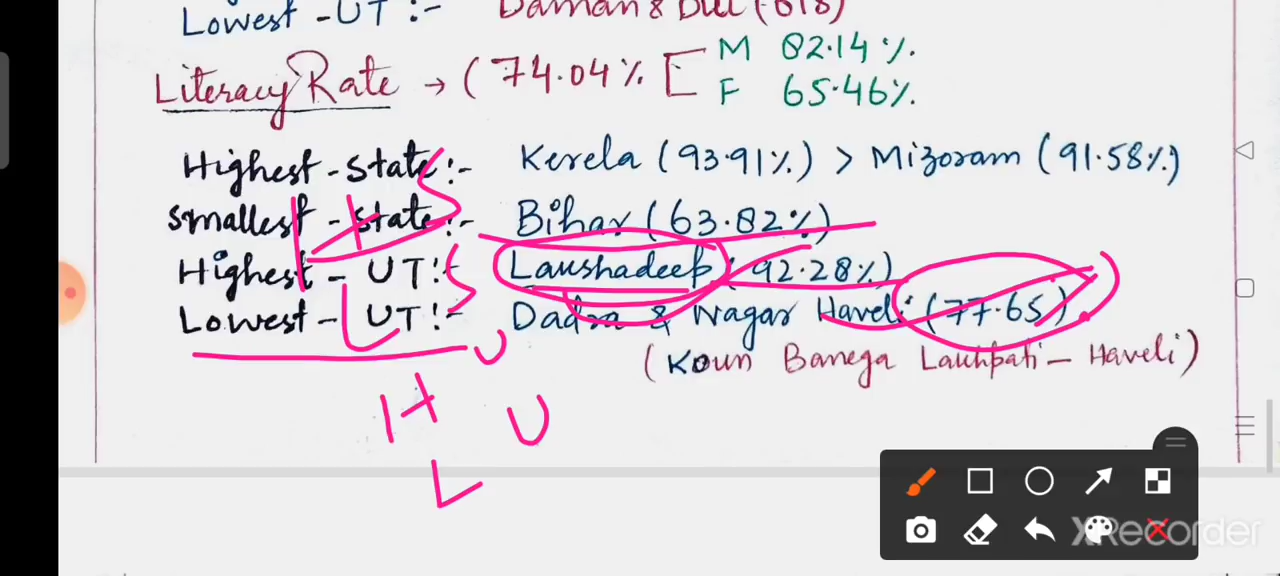 Lowest - UT :- Daman & Diu (618)
Literacy Rate → (74.04% [ M 82.14 %.
F 65.46%.
Highest - State :- Kerela (93.91%) > Mizoram (91.58%)
Smallest - State :- Bihar (63.82%)
Highest - UT :- Lakshadeep (92.28%)
Lowest - UT :- Dadra & Nagar Haveli (77.65)
(Koun Banega Lakhpati - Haveli)
U
H U
L
XRecorder